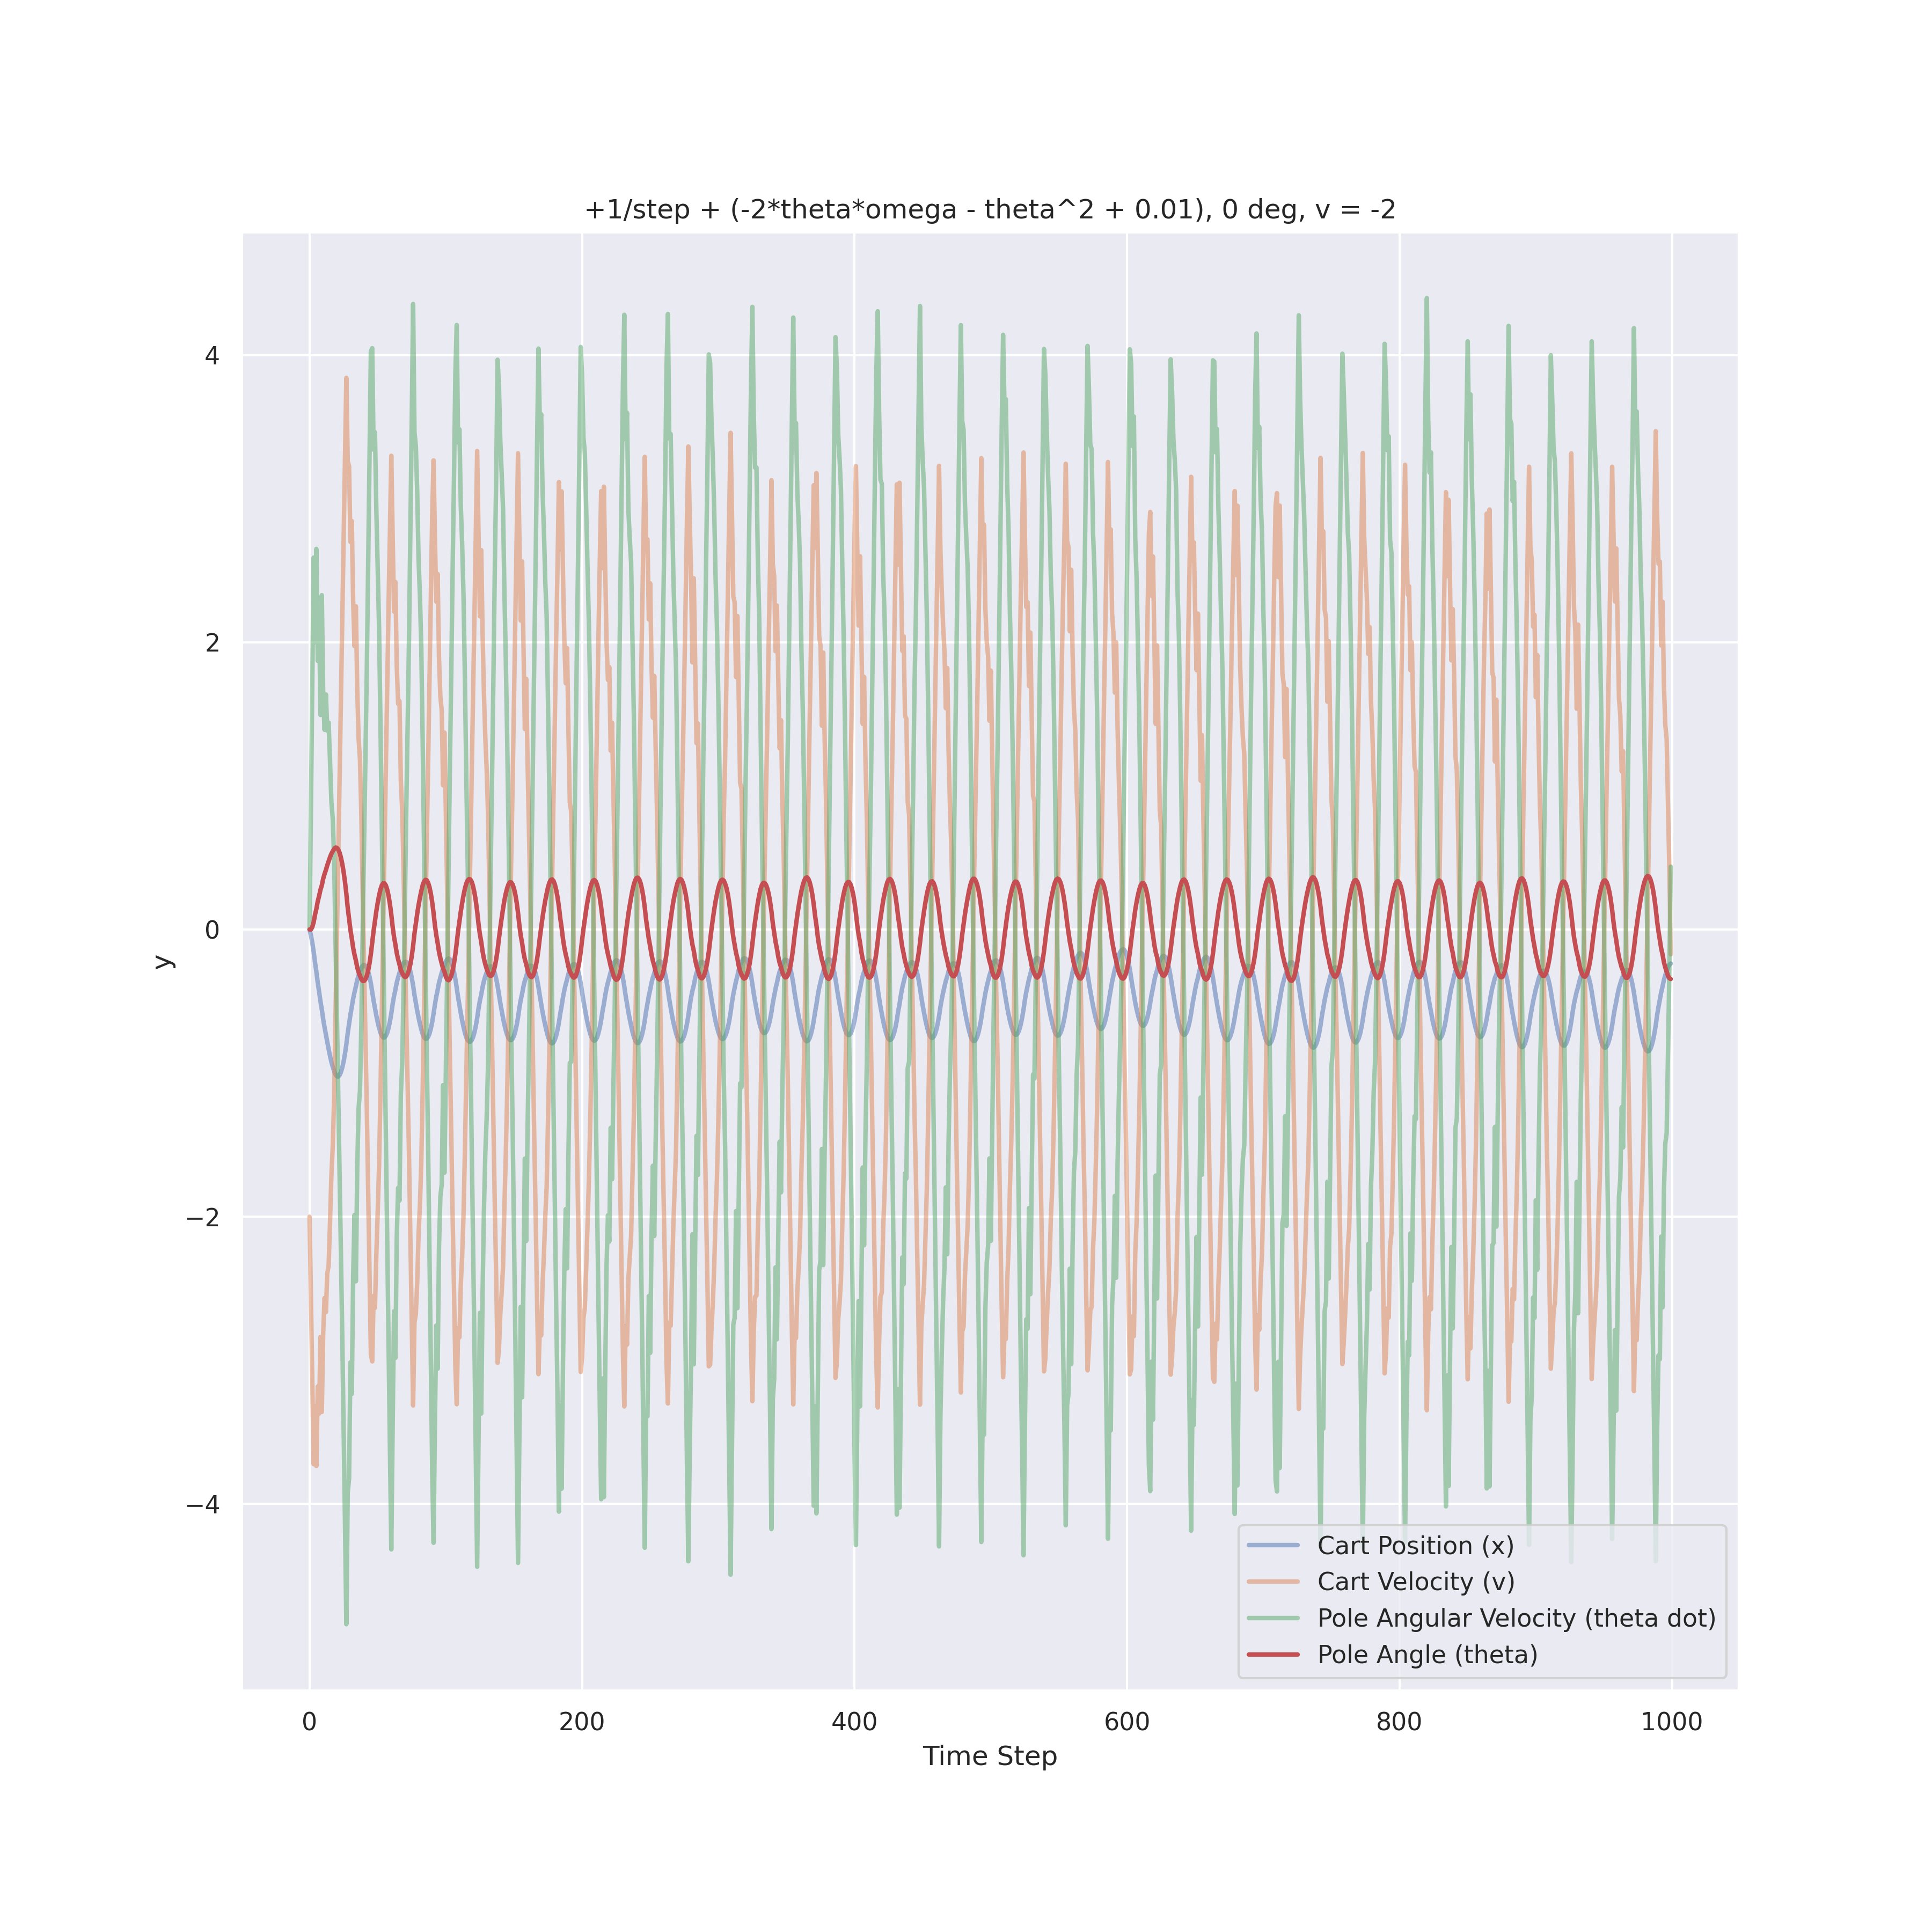 +1/step + (-2*theta*omega - theta^2 + 0.01), 0 deg, v = -2
y
4
2
0
−2
−4
Cart Position (x)
Cart Velocity (v)
Pole Angular Velocity (theta dot)
Pole Angle (theta)
0 200 400 600 800 1000
Time Step